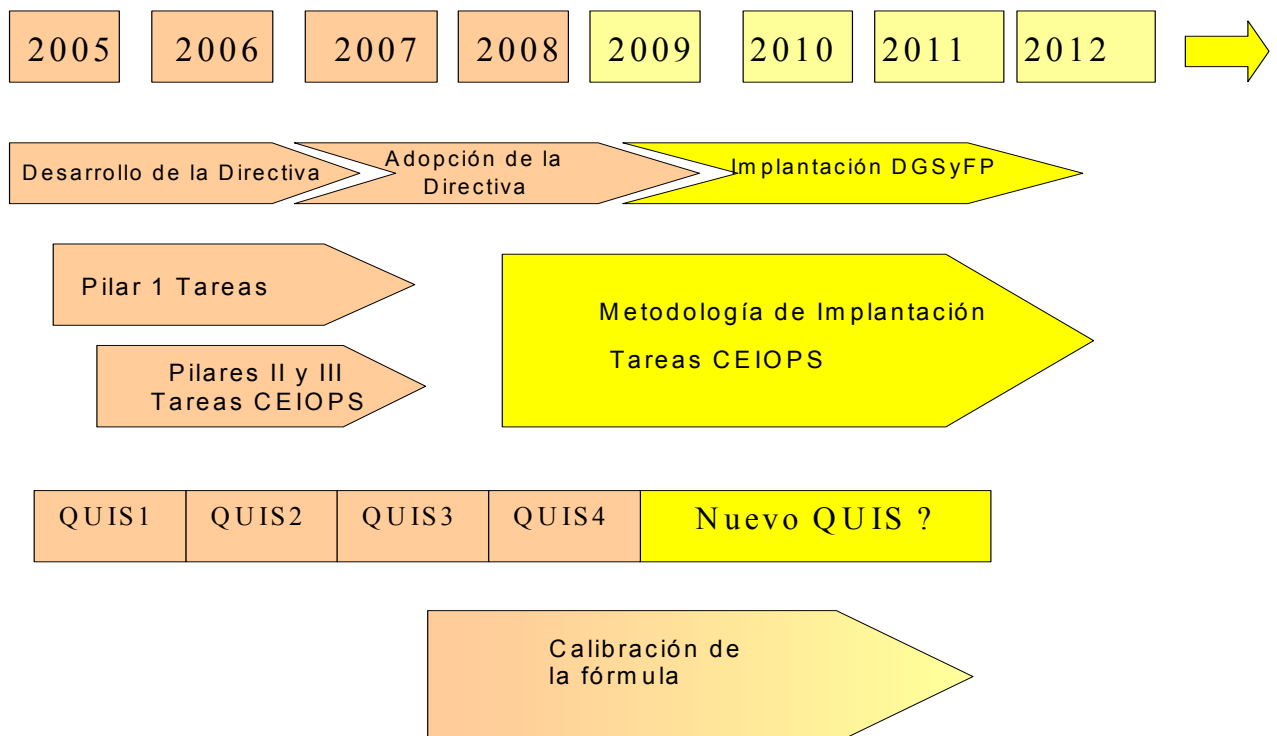 2005 2006 2007 2008 2009 2010 2011 2012
Desarrollo de la Directiva
Adopción de la
Directiva
Implantación DGSyFP
Pilar 1 Tareas
Pilares II y III
Tareas CEIOPS
Metodología de Implantación
Tareas CEIOPS
QUIS1 QUIS2 QUIS3 QUIS4 Nuevo QUIS ?
Calibración de
la fórmula